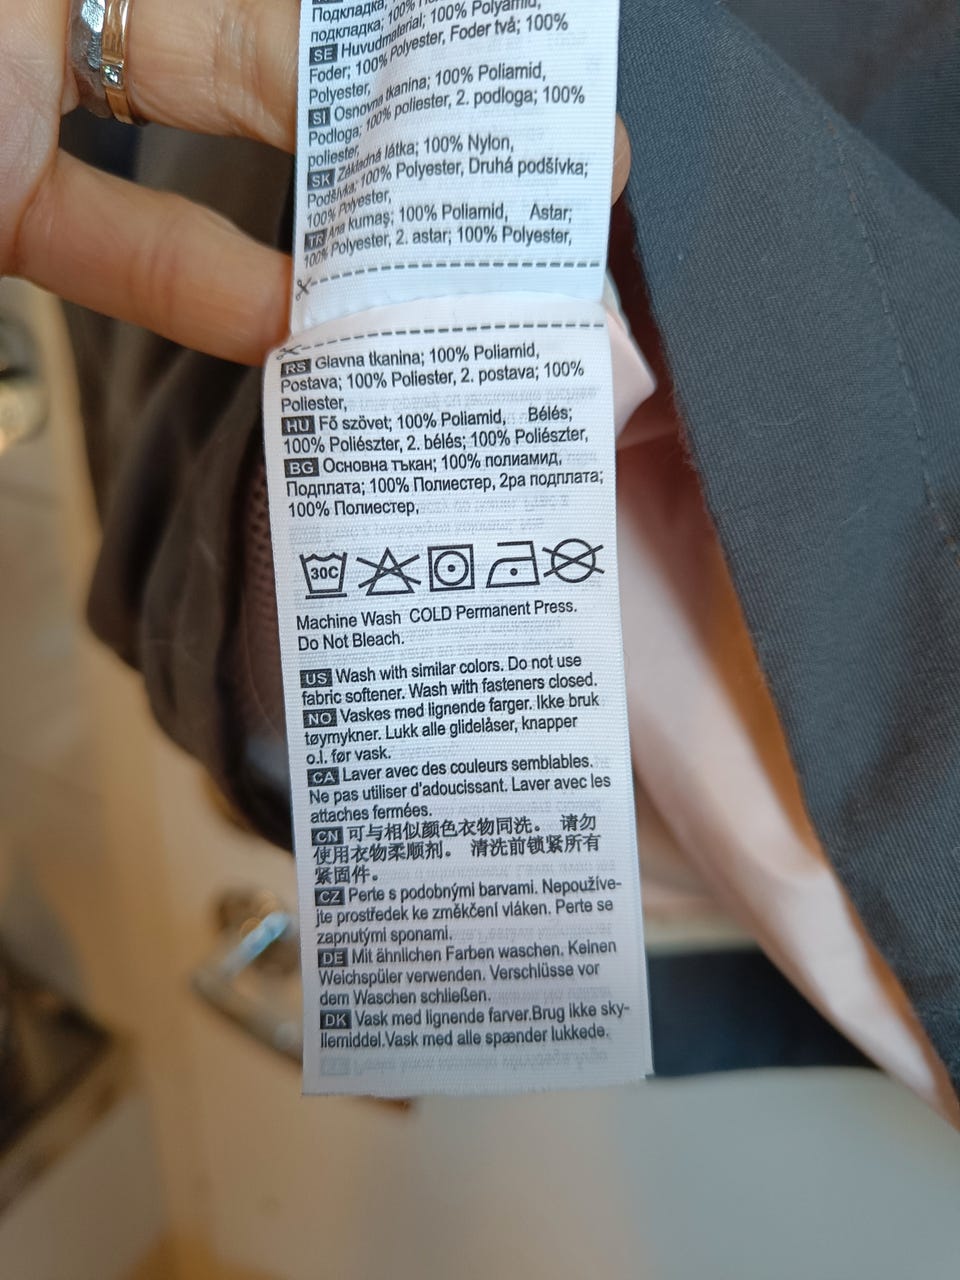 Подкладка; 100%
подкладка; 100% Polyamid,
SE Huvudmaterial; 100% Polyamid,
Foder; 100% Polyester, Foder två; 100%
Polyester,
SI Osnovna tkanina; 100% Poliamid,
Podloga; 100% poliester, 2. podloga; 100%
poliester,
SK Základná látka; 100% Nylon,
Podšívka; 100% Polyester, Druhá podšívka;
100% Polyester,
TR Ana kumaş; 100% Poliamid, Astar;
100% Polyester, 2. astar; 100% Polyester,
RS Glavna tkanina; 100% Poliamid,
Postava; 100% Poliester, 2. postava; 100%
Poliester,
HU Fő szövet; 100% Poliamid, Bélés;
100% Poliészter, 2. bélés; 100% Poliészter,
BG Основна тъкан; 100% полиамид,
Подплата; 100% Полиестер, 2ра подплата;
100% Полиестер,
30C
Machine Wash COLD Permanent Press.
Do Not Bleach.
US Wash with similar colors. Do not use
fabric softener. Wash with fasteners closed.
NO Vaskes med lignende farger. Ikke bruk
tøymykner. Lukk alle glidelåser, knapper
o.l. før vask.
CA Laver avec des couleurs semblables.
Ne pas utiliser d'adoucissant. Laver avec les
attaches fermées.
CN 可与相似颜色衣物同洗。 请勿
使用衣物柔顺剂。 清洗前锁紧所有
紧固件。
CZ Perte s podobnými barvami. Nepoužíve-
jte prostředek ke změkčení vláken. Perte se
zapnutými sponami.
DE Mit ähnlichen Farben waschen. Keinen
Weichspüler verwenden. Verschlüsse vor
dem Waschen schließen.
DK Vask med lignende farver.Brug ikke sky-
llemiddel.Vask med alle spænder lukkede.